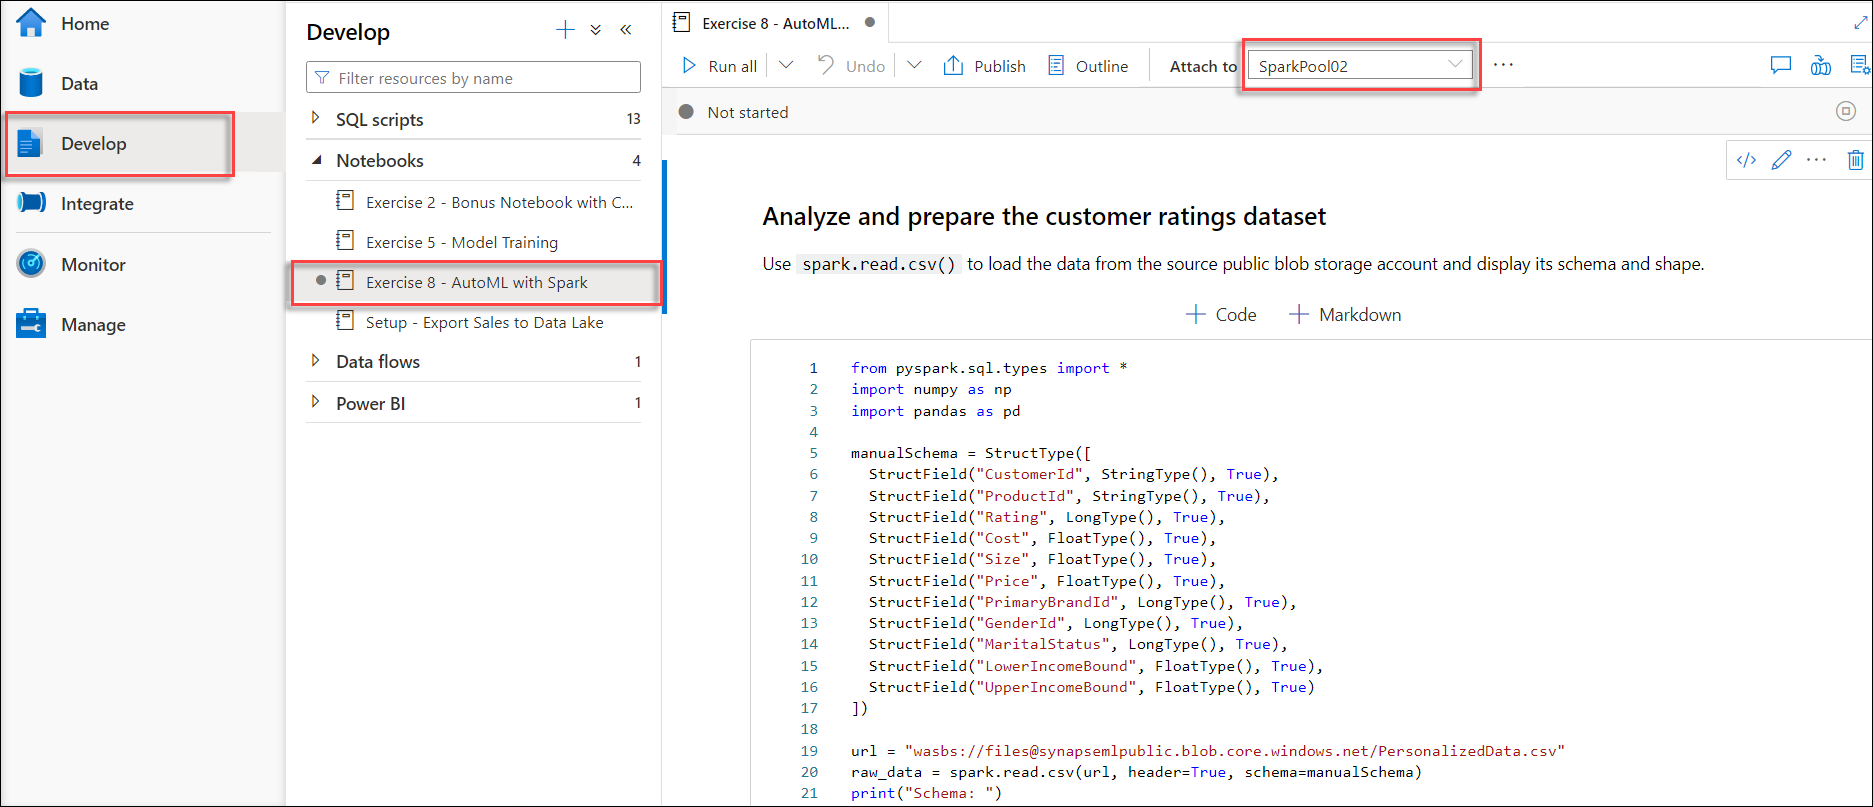 Home
Data
Develop
Integrate
Monitor
Manage
Develop
Filter resources by name
SQL scripts 13
Notebooks 4
Exercise 2 - Bonus Notebook with C...
Exercise 5 - Model Training
Exercise 8 - AutoML with Spark
Setup - Export Sales to Data Lake
Data flows 1
Power BI 1
Exercise 8 - AutoML...
Run all Undo Publish Outline Attach to SparkPool02 ...
Not started
Analyze and prepare the customer ratings dataset
Use spark.read.csv() to load the data from the source public blob storage account and display its schema and shape.
+ Code + Markdown
1 from pyspark.sql.types import *
2 import numpy as np
3 import pandas as pd
4
5 manualSchema = StructType([
6 StructField("CustomerId", StringType(), True),
7 StructField("ProductId", StringType(), True),
8 StructField("Rating", LongType(), True),
9 StructField("Cost", FloatType(), True),
10 StructField("Size", FloatType(), True),
11 StructField("Price", FloatType(), True),
12 StructField("PrimaryBrandId", LongType(), True),
13 StructField("GenderId", LongType(), True),
14 StructField("MaritalStatus", LongType(), True),
15 StructField("LowerIncomeBound", FloatType(), True),
16 StructField("UpperIncomeBound", FloatType(), True)
17 ])
18
19 url = "wasbs://files@synapsemlpublic.blob.core.windows.net/PersonalizedData.csv"
20 raw_data = spark.read.csv(url, header=True, schema=manualSchema)
21 print("Schema: ")